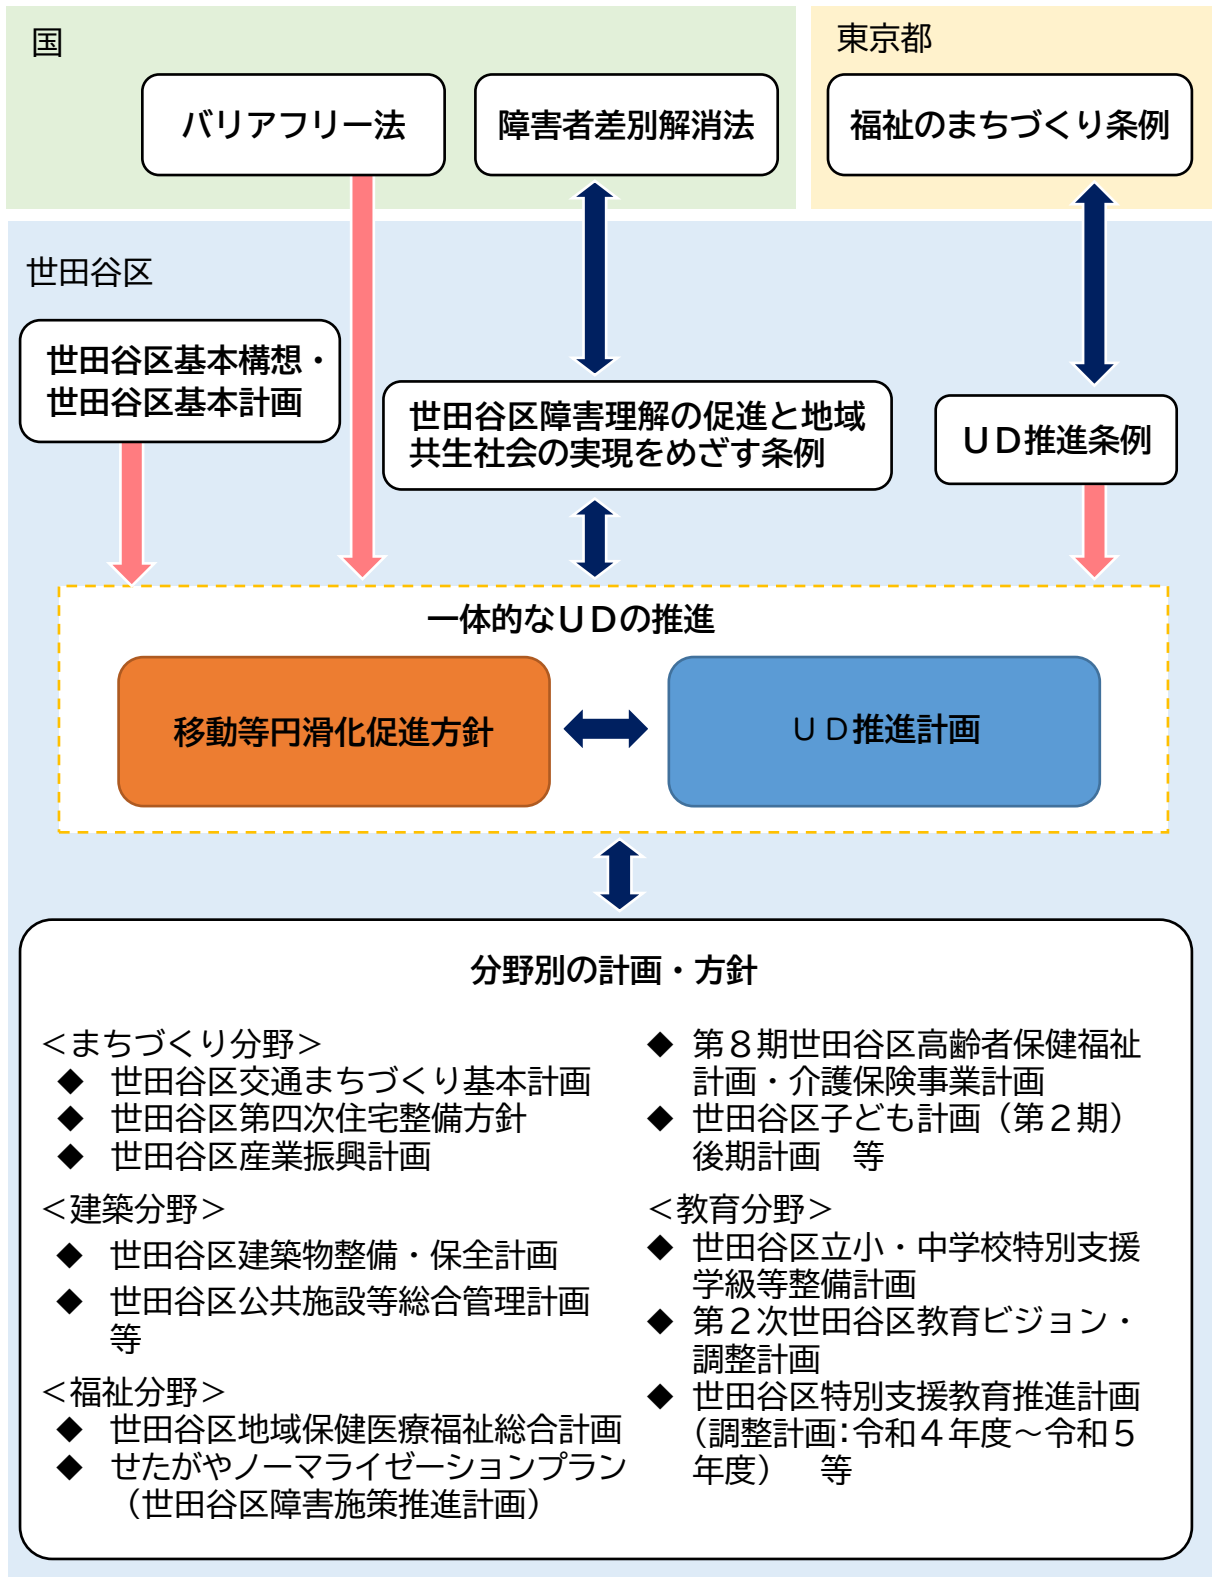 国
東京都
バリアフリー法
障害者差別解消法
福祉のまちづくり条例
世田谷区
世田谷区基本構想・
世田谷区基本計画
世田谷区障害理解の促進と地域
共生社会の実現をめざす条例
ＵＤ推進条例
一体的なＵＤの推進
移動等円滑化促進方針
ＵＤ推進計画
分野別の計画・方針
＜まちづくり分野＞
◆ 世田谷区交通まちづくり基本計画
◆ 世田谷区第四次住宅整備方針
◆ 世田谷区産業振興計画
＜建築分野＞
◆ 世田谷区建築物整備・保全計画
◆ 世田谷区公共施設等総合管理計画
等
＜福祉分野＞
◆ 世田谷区地域保健医療福祉総合計画
◆ せたがやノーマライゼーションプラン
（世田谷区障害施策推進計画）
◆ 第８期世田谷区高齢者保健福祉
計画・介護保険事業計画
◆ 世田谷区子ども計画（第２期）
後期計画　等
＜教育分野＞
◆ 世田谷区立小・中学校特別支援
学級等整備計画
◆ 第２次世田谷区教育ビジョン・
調整計画
◆ 世田谷区特別支援教育推進計画
（調整計画：令和４年度～令和５
年度）　等